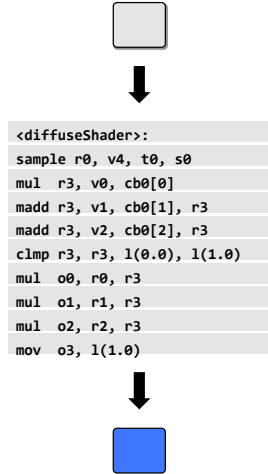 <diffuseShader>:
sample r0, v4, t0, s0
mul r3, v0, cb0[0]
madd r3, v1, cb0[1], r3
madd r3, v2, cb0[2], r3
clmp r3, r3, l(0.0), l(1.0)
mul o0, r0, r3
mul o1, r1, r3
mul o2, r2, r3
mov o3, l(1.0)